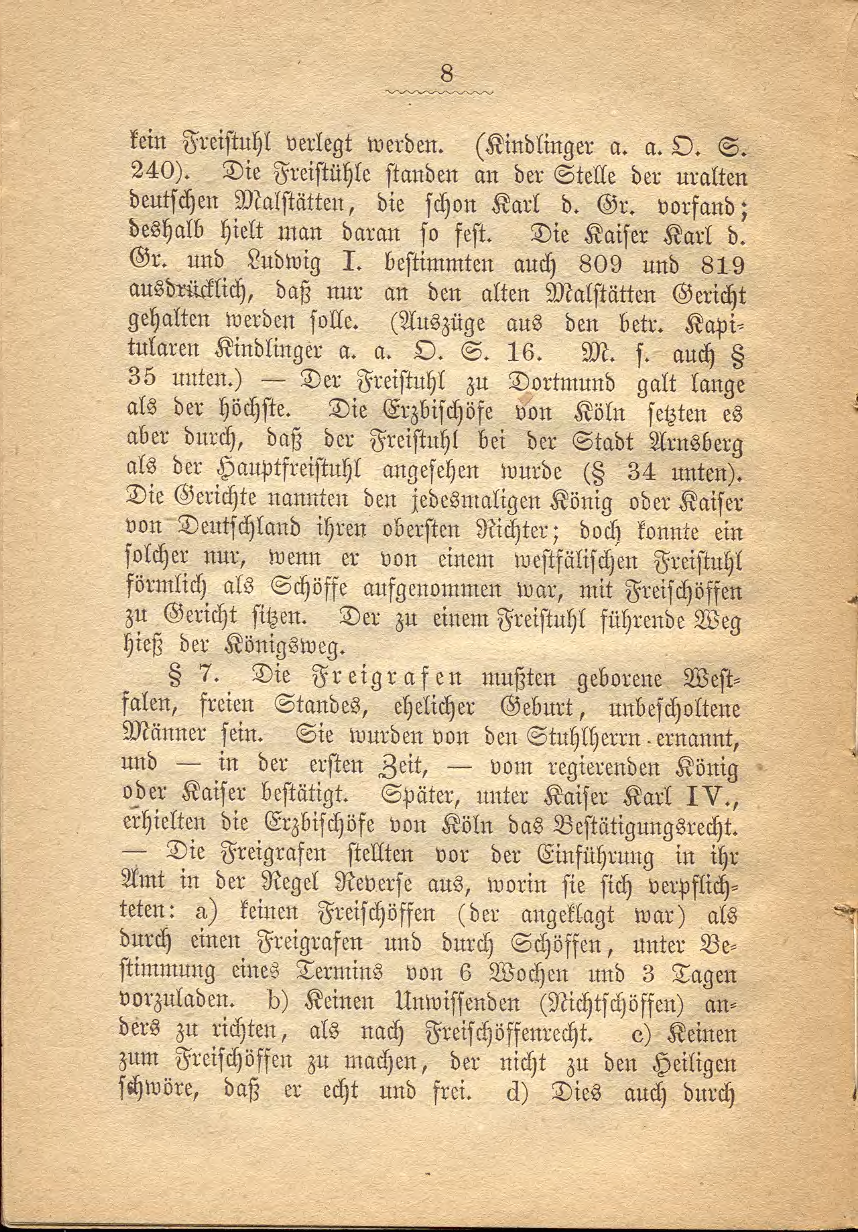 8
kein Freistuhl verlegt werden. (Kindlinger a. a. O. S.
240). Die Freistühle standen an der Stelle der uralten
deutschen Malstätten, die schon Karl d. Gr. vorfand;
deshalb hielt man daran so fest. Die Kaiser Karl d.
Gr. und Ludwig I. bestimmten auch 809 und 819
ausdrücklich, daß nur an den alten Malstätten Gericht
gehalten werden solle. (Auszüge aus den betr. Kapi-
tularen Kindlinger a. a. O. S. 16. M. s. auch §
35 unten.) — Der Freistuhl zu Dortmund galt lange
als der höchste. Die Erzbischöfe von Köln setzten es
aber durch, daß der Freistuhl bei der Stadt Arnsberg
als der Hauptfreistuhl angesehen wurde (§ 34 unten).
Die Gerichte nannten den jedesmaligen König oder Kaiser
von Deutschland ihren obersten Richter; doch konnte ein
solcher nur, wenn er von einem westfälischen Freistuhl
förmlich als Schöffe aufgenommen war, mit Freischöffen
zu Gericht sitzen. Der zu einem Freistuhl führende Weg
hieß der Königsweg.
§ 7. Die Freigrafen mußten geborene West-
falen, freien Standes, ehelicher Geburt, unbescholtene
Männer sein. Sie wurden von den Stuhlherrn ernannt,
und — in der ersten Zeit, — vom regierenden König
oder Kaiser bestätigt. Später, unter Kaiser Karl IV.,
erhielten die Erzbischöfe von Köln das Bestätigungsrecht.
— Die Freigrafen stellten vor der Einführung in ihr
Amt in der Regel Reverse aus, worin sie sich verpflich-
teten: a) keinen Freischöffen (der angeklagt war) als
durch einen Freigrafen und durch Schöffen, unter Be-
stimmung eines Termins von 6 Wochen und 3 Tagen
vorzuladen. b) Keinen Unwissenden (Nichtschöffen) an-
ders zu richten, als nach Freischöffenrecht. c) Keinen
zum Freischöffen zu machen, der nicht zu den Heiligen
schwöre, daß er echt und frei. d) Dies auch durch